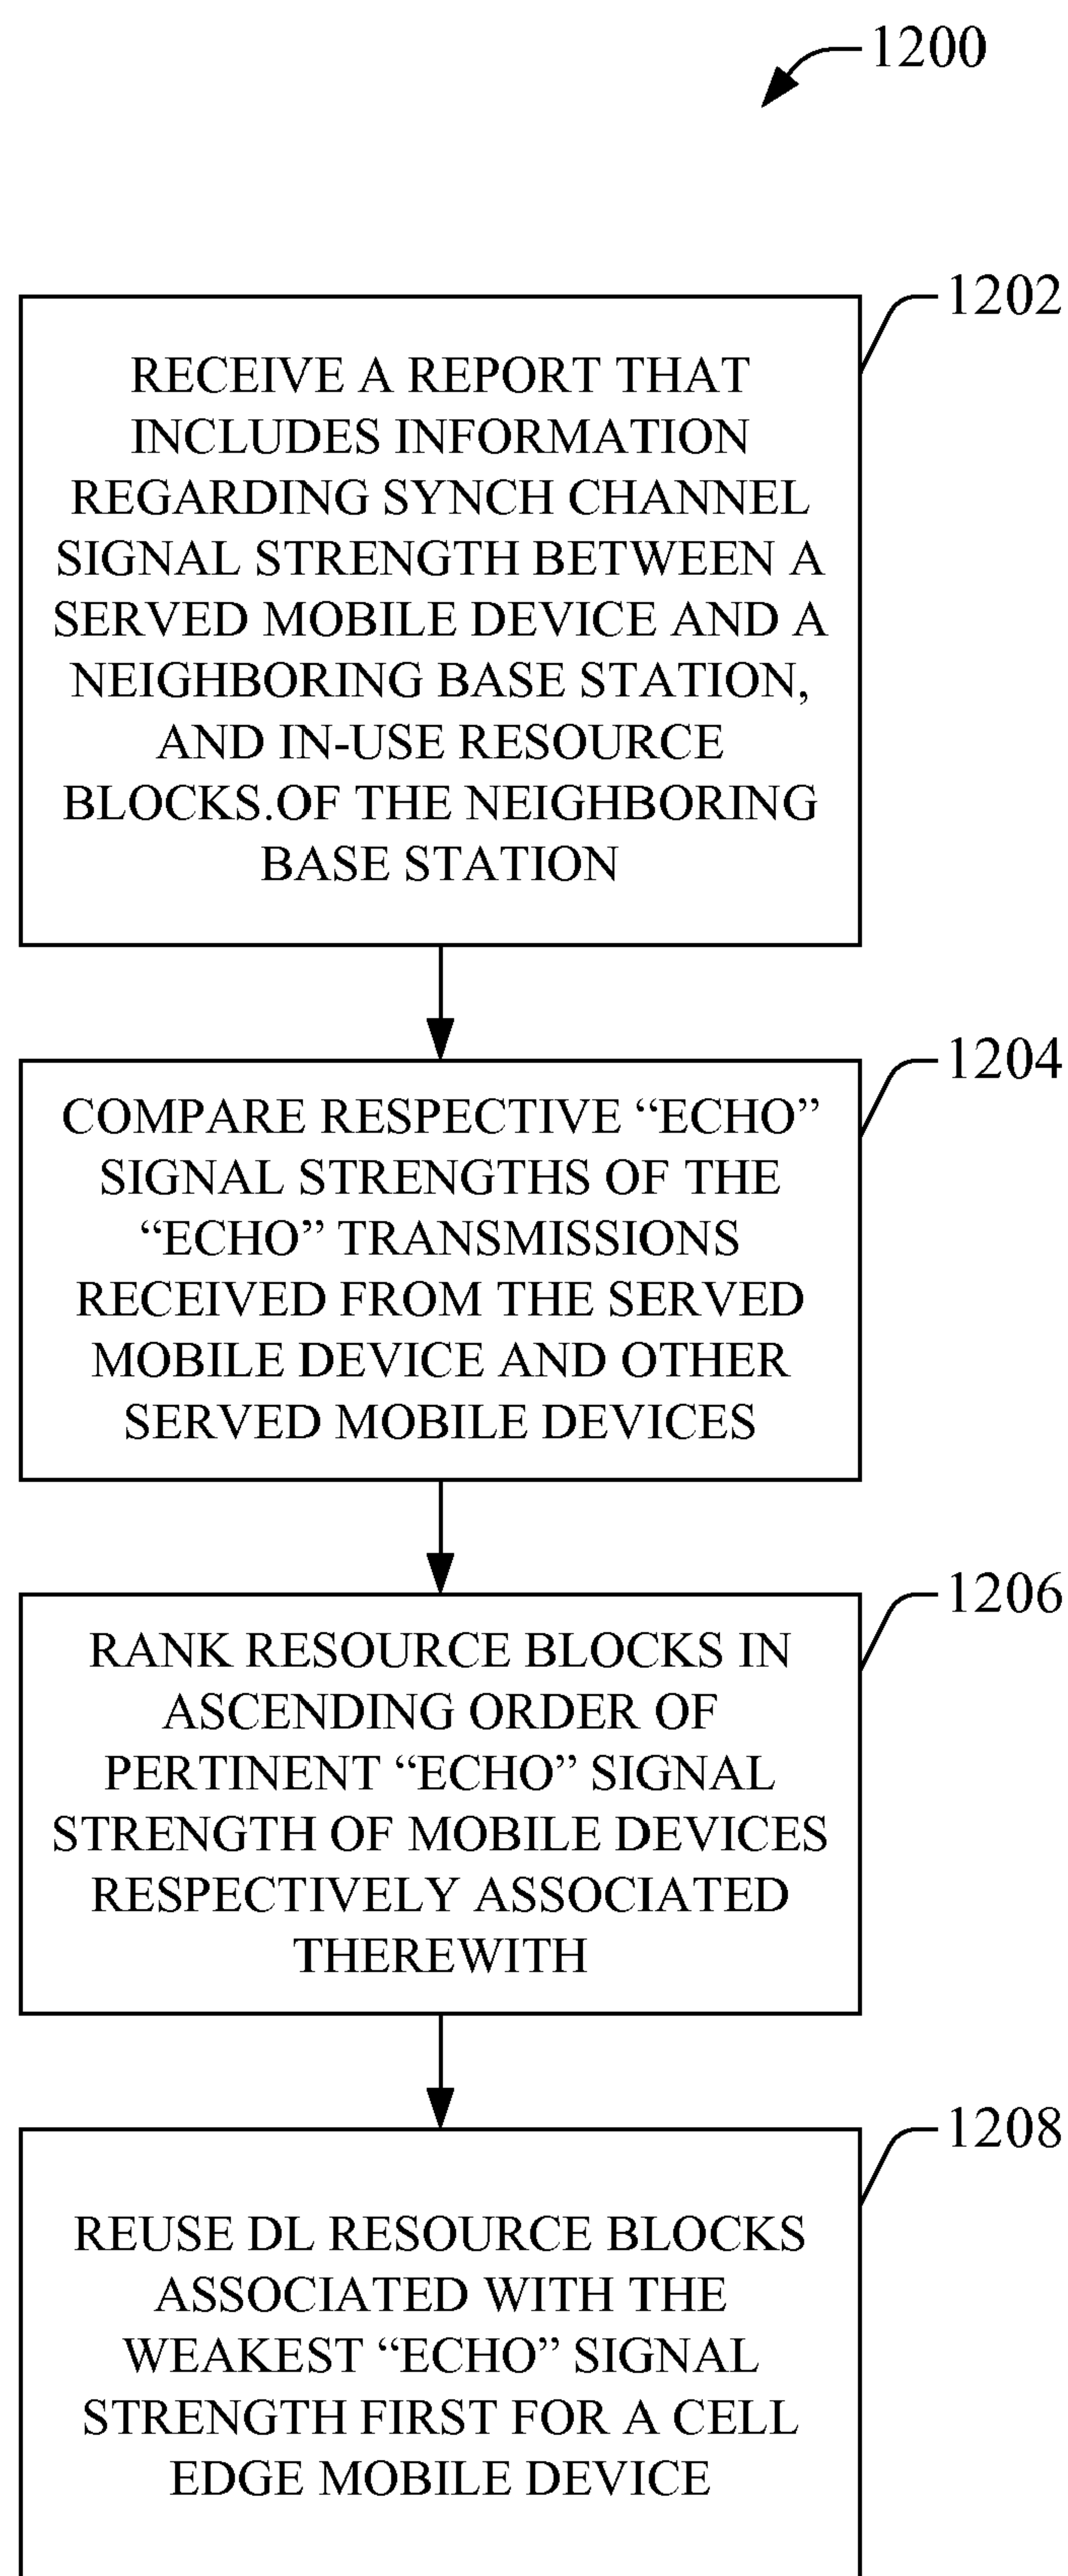 1200
1202
RECEIVE A REPORT THAT
INCLUDES INFORMATION
REGARDING SYNCH CHANNEL
SIGNAL STRENGTH BETWEEN A
SERVED MOBILE DEVICE AND A
NEIGHBORING BASE STATION,
AND IN-USE RESOURCE
BLOCKS.OF THE NEIGHBORING
BASE STATION
1204
COMPARE RESPECTIVE “ECHO”
SIGNAL STRENGTHS OF THE
“ECHO” TRANSMISSIONS
RECEIVED FROM THE SERVED
MOBILE DEVICE AND OTHER
SERVED MOBILE DEVICES
1206
RANK RESOURCE BLOCKS IN
ASCENDING ORDER OF
PERTINENT “ECHO” SIGNAL
STRENGTH OF MOBILE DEVICES
RESPECTIVELY ASSOCIATED
THEREWITH
1208
REUSE DL RESOURCE BLOCKS
ASSOCIATED WITH THE
WEAKEST “ECHO” SIGNAL
STRENGTH FIRST FOR A CELL
EDGE MOBILE DEVICE